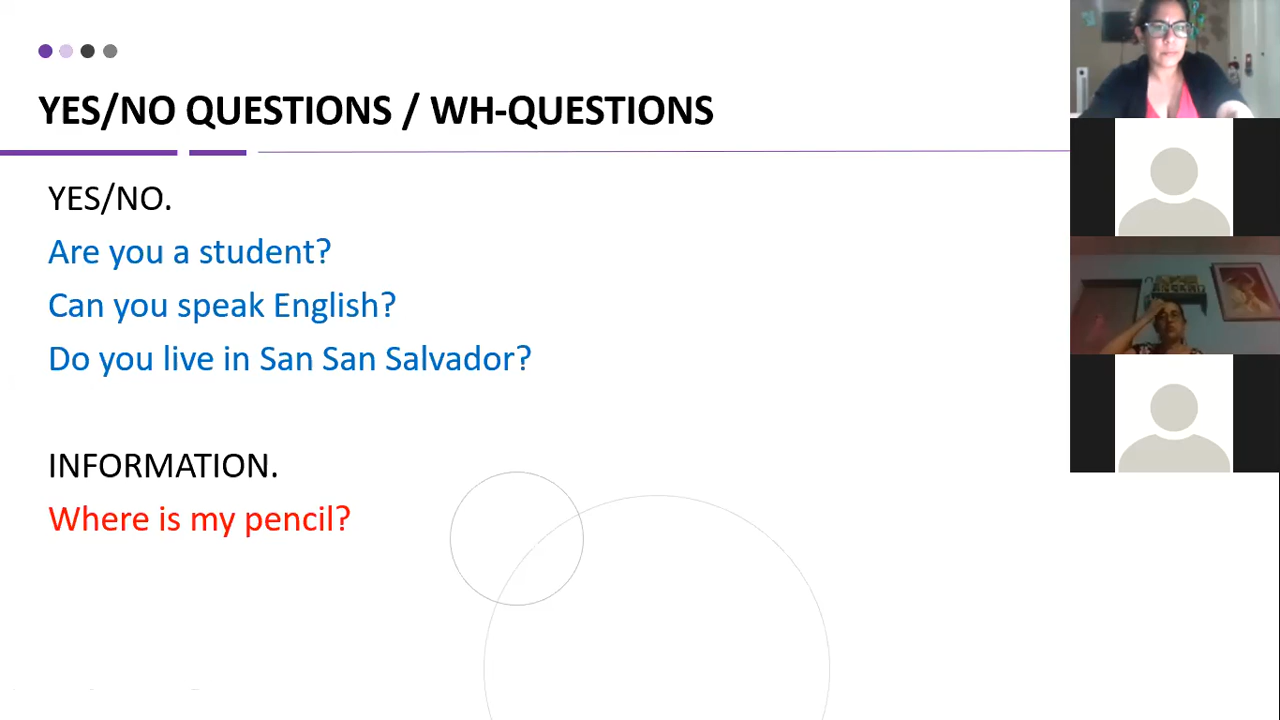 YES/NO QUESTIONS / WH-QUESTIONS
YES/NO.
Are you a student?
Can you speak English?
Do you live in San San Salvador?
INFORMATION.
Where is my pencil?